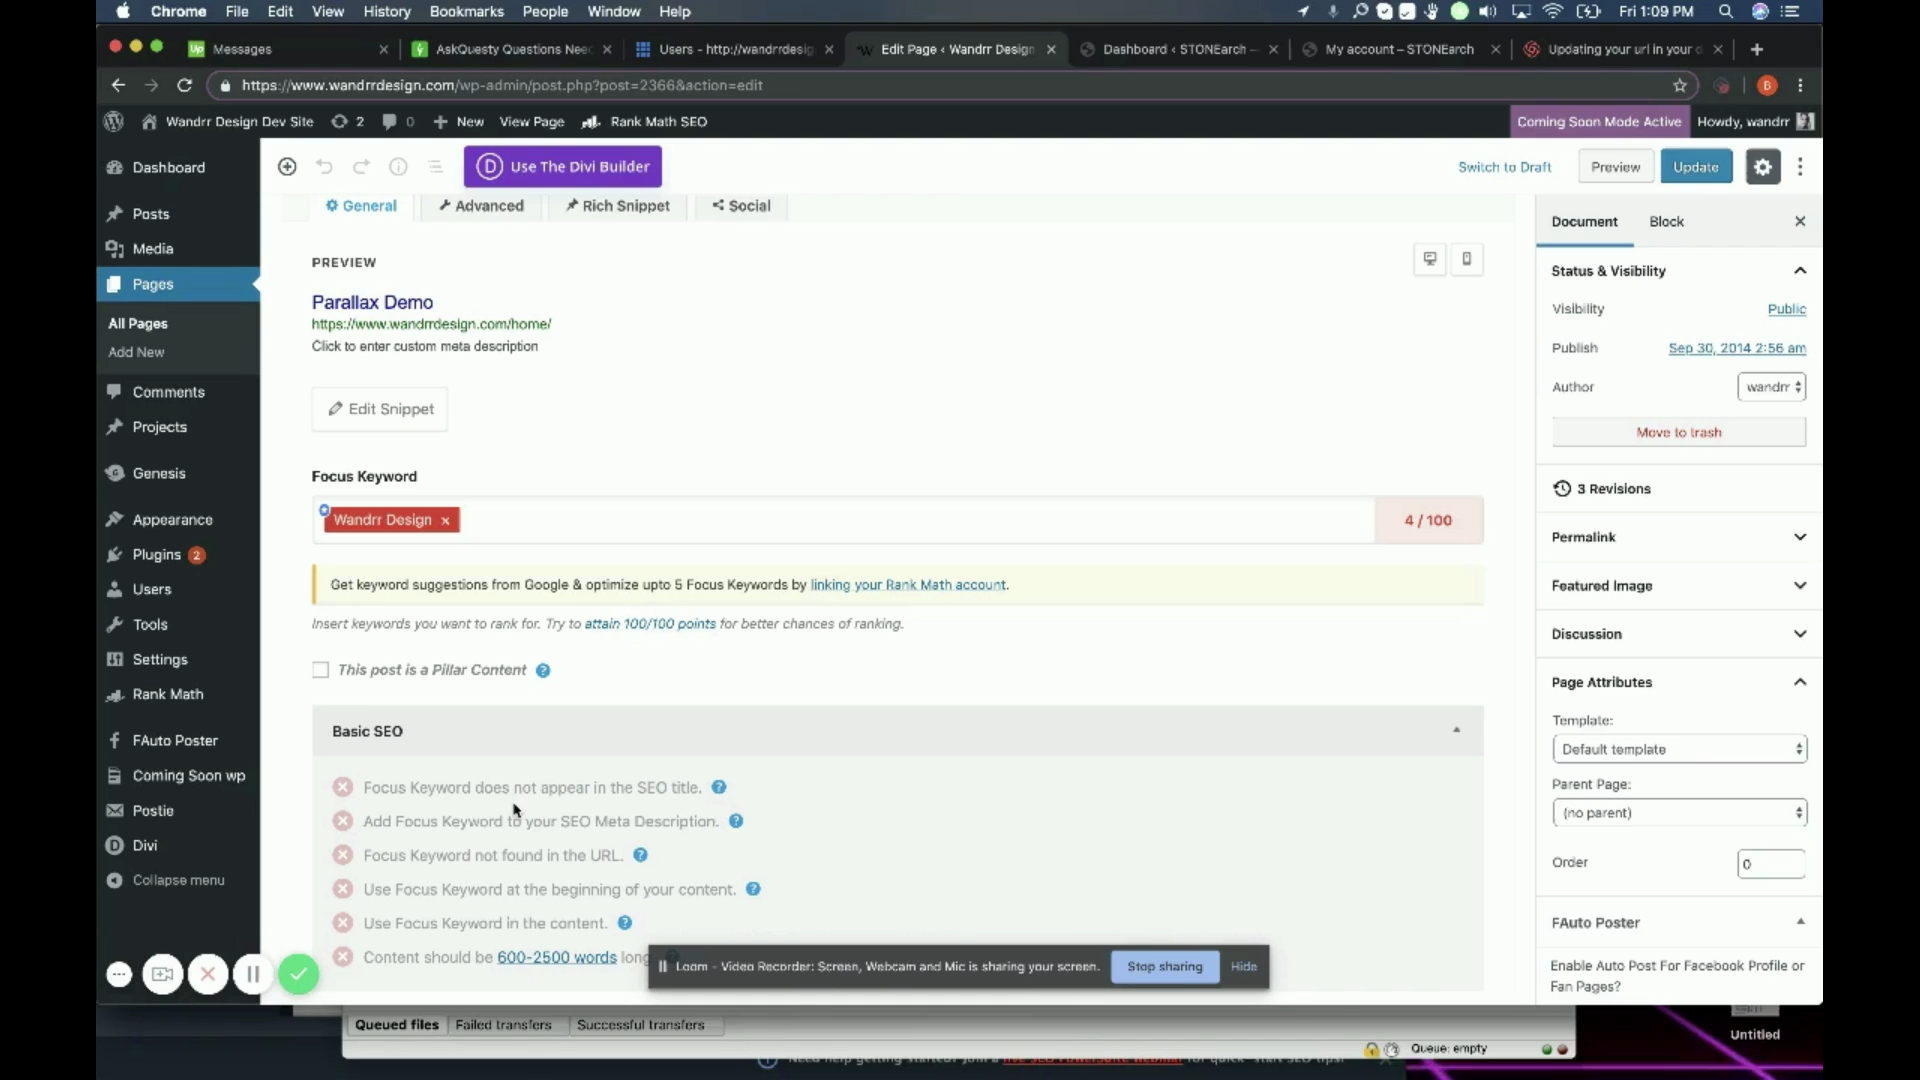 Chrome File Edit View History Bookmarks People Window Help Fri 1:09 PM
Up Messages AskQuesty Questions Nee Users - http://wandrrdesig Edit Page ‹ Wandrr Design Dashboard ‹ STONEarch — My account – STONEarch Updating your url in your
https://www.wandrrdesign.com/wp-admin/post.php?post=2366&action=edit B
Wandrr Design Dev Site 2 0 New View Page Rank Math SEO Coming Soon Mode Active Howdy, wandrr
Dashboard
Posts
Media
Pages
All Pages
Add New
Comments
Projects
Genesis
Appearance
Plugins 2
Users
Tools
Settings
Rank Math
FAuto Poster
Coming Soon wp
Postie
Divi
Collapse menu
D Use The Divi Builder Switch to Draft Preview Update
General Advanced Rich Snippet Social
PREVIEW
Parallax Demo
https://www.wandrrdesign.com/home/
Click to enter custom meta description
Edit Snippet
Focus Keyword
Wandrr Design × 4 / 100
Get keyword suggestions from Google & optimize upto 5 Focus Keywords by linking your Rank Math account.
Insert keywords you want to rank for. Try to attain 100/100 points for better chances of ranking.
This post is a Pillar Content ?
Basic SEO
Focus Keyword does not appear in the SEO title. ?
Add Focus Keyword to your SEO Meta Description. ?
Focus Keyword not found in the URL. ?
Use Focus Keyword at the beginning of your content. ?
Use Focus Keyword in the content. ?
Content should be 600-2500 words long
Document Block
Status & Visibility
Visibility Public
Publish Sep 30, 2014 2:56 am
Author wandrr
Move to trash
3 Revisions
Permalink
Featured Image
Discussion
Page Attributes
Template:
Default template
Parent Page:
(no parent)
Order 0
FAuto Poster
Enable Auto Post For Facebook Profile or
Fan Pages?
Loom - Video Recorder: Screen, Webcam and Mic is sharing your screen. Stop sharing Hide
Queued files Failed transfers Successful transfers
Queue: empty
Untitled